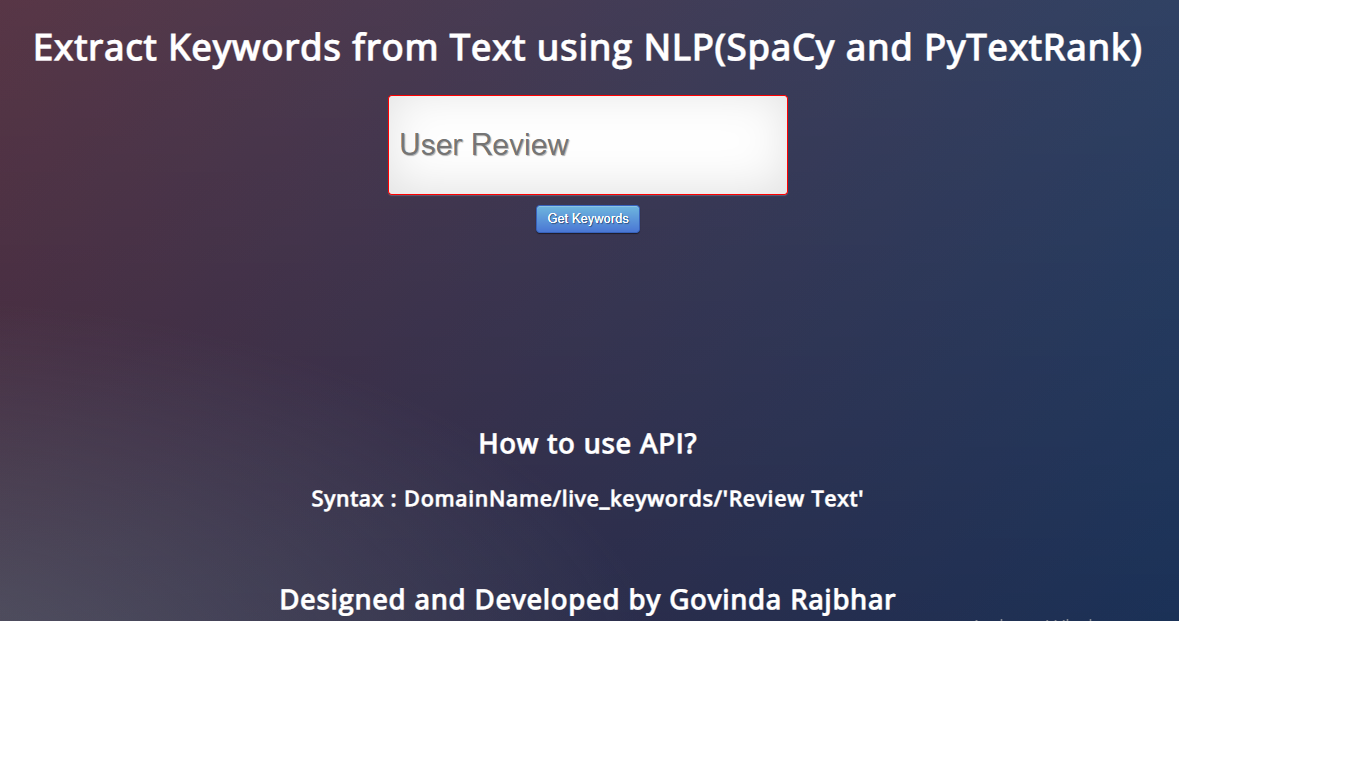 Extract Keywords from Text using NLP(SpaCy and PyTextRank)
User Review
Get Keywords
How to use API?
Syntax : DomainName/live_keywords/'Review Text'
Designed and Developed by Govinda Rajbhar